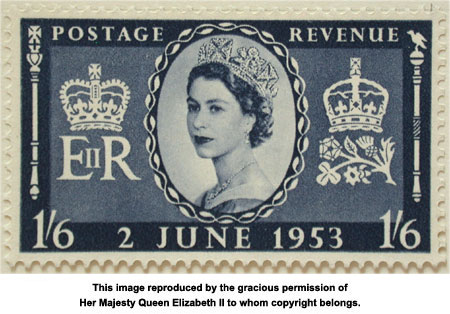 POSTAGE REVENUE
EIIR
1/6 2 JUNE 1953 1/6
This image reproduced by the gracious permission of
Her Majesty Queen Elizabeth II to whom copyright belongs.